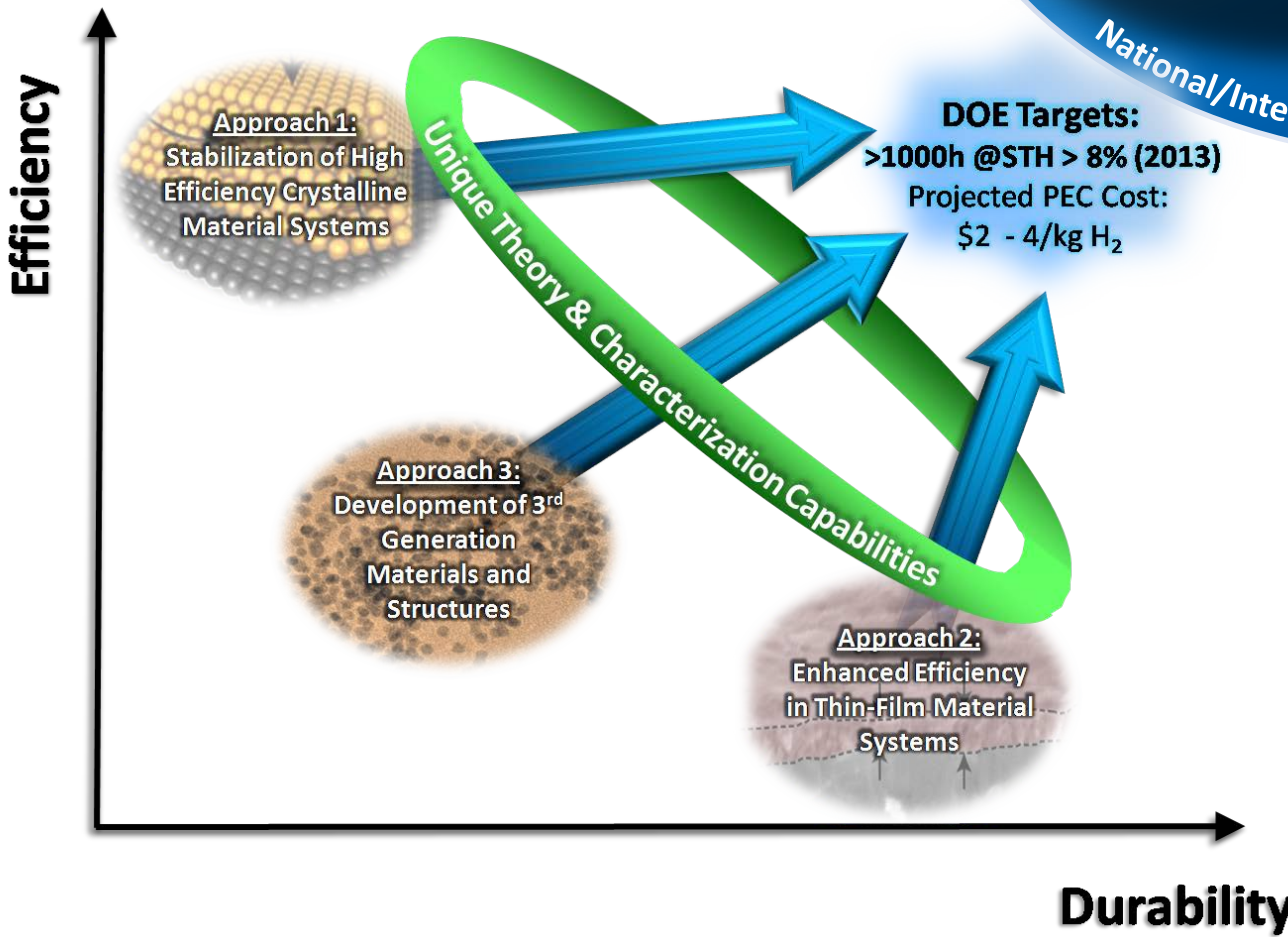 Efficiency
National/Inte
Approach 1:
Stabilization of High
Efficiency Crystalline
Material Systems
DOE Targets:
>1000h @STH > 8% (2013)
Projected PEC Cost:
$2 - 4/kg H₂
Unique Theory & Characterization Capabilities
Approach 3:
Development of 3rd
Generation
Materials and
Structures
Approach 2:
Enhanced Efficiency
in Thin-Film Material
Systems
Durability